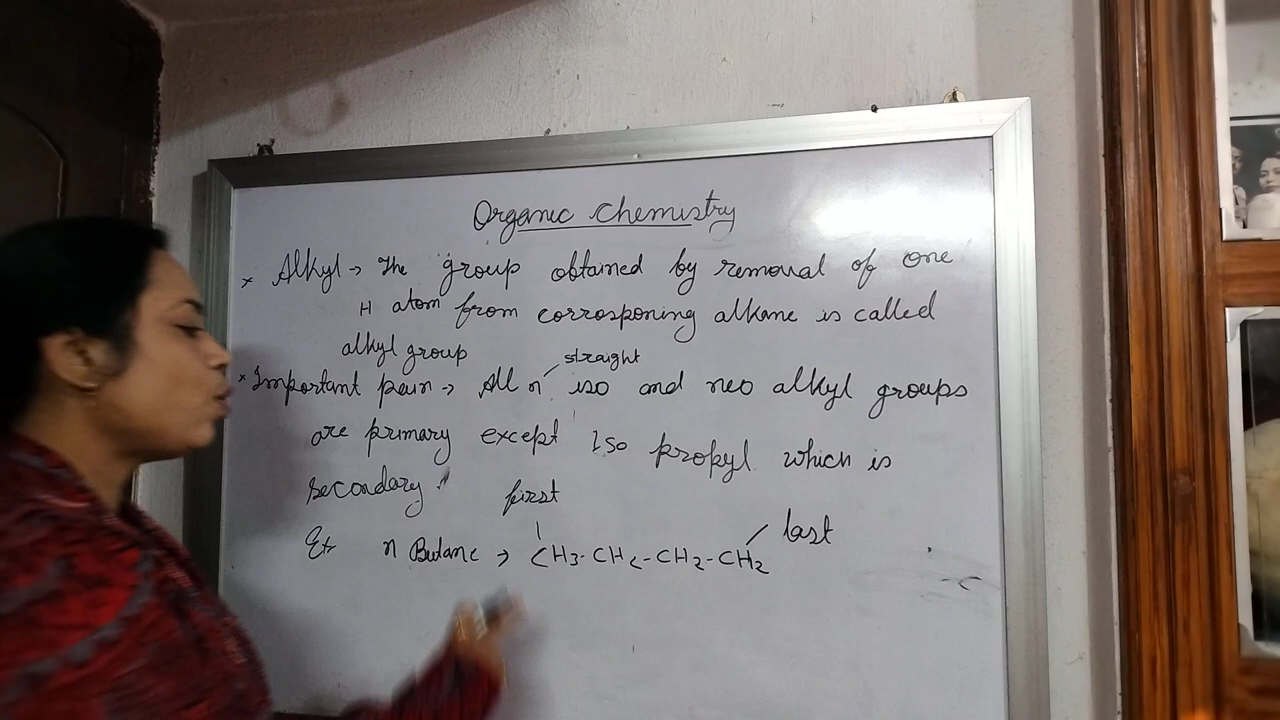 Organic Chemistry
* Alkyl → The group obtained by removal of one
H atom from corrosponing alkane is called
alkyl group
straight
* Important pain → All n iso and neo alkyl groups
are primary except Iso propyl which is
secondary.
first
last
Ex n Butane → CH3-CH2-CH2-CH2